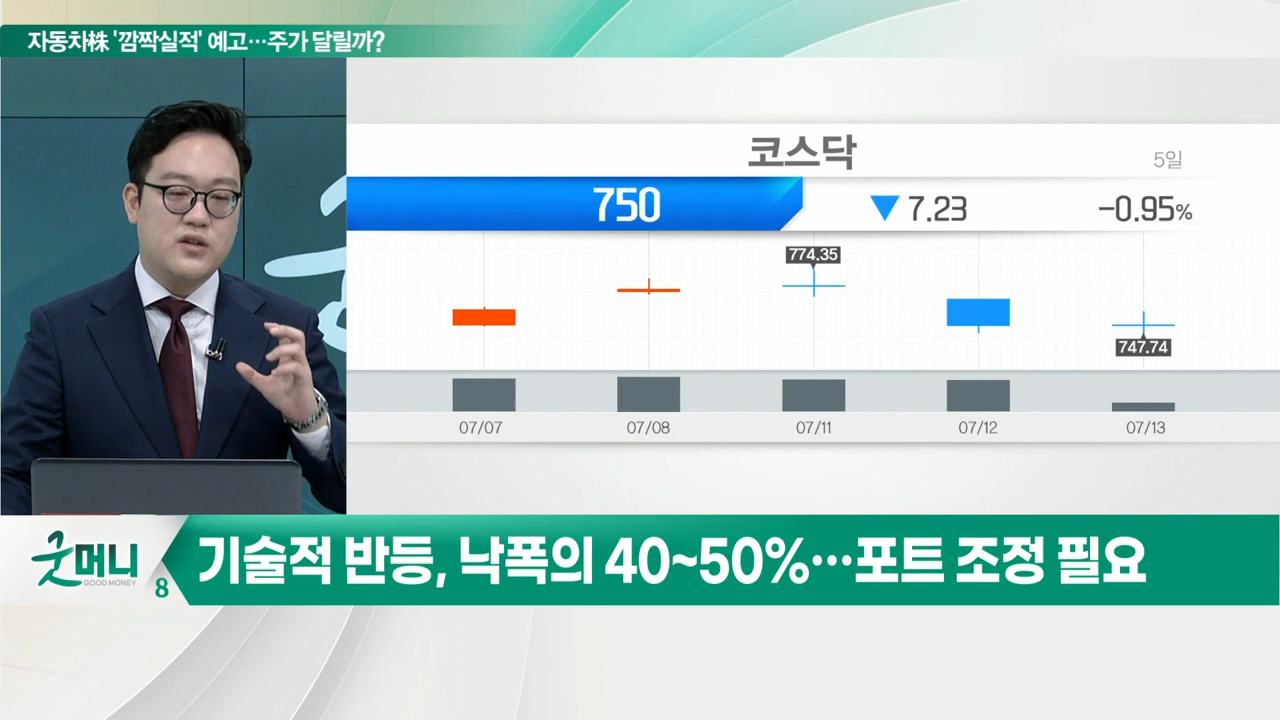 자동차株 '깜짝실적' 예고…주가 달릴까?
코스닥
5일
750 ▼ 7.23 -0.95%
774.35
747.74
07/07 07/08 07/11 07/12 07/13
굿머니
GOOD MONEY
8
기술적 반등, 낙폭의 40~50%…포트 조정 필요